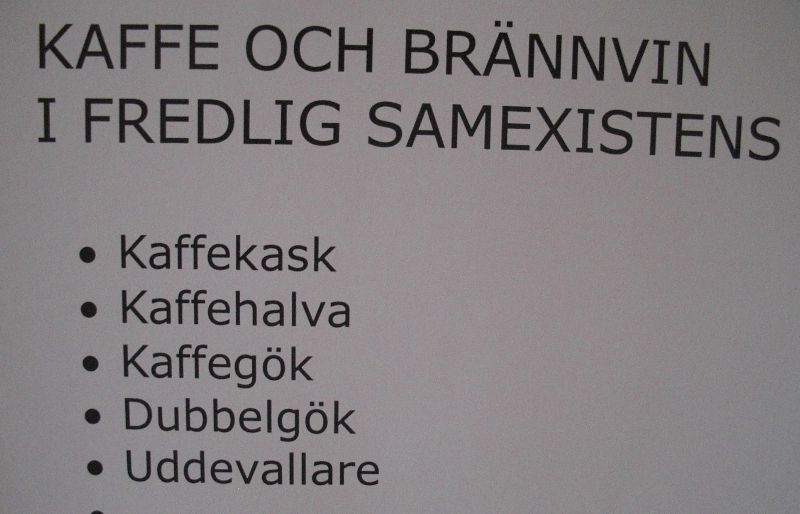 KAFFE OCH BRÄNNVIN
I FREDLIG SAMEXISTENS
• Kaffekask
• Kaffehalva
• Kaffegök
• Dubbelgök
• Uddevallare